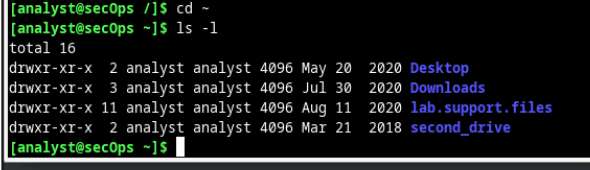 [analyst@secOps /]$ cd ~
[analyst@secOps ~]$ ls -l
total 16
drwxr-xr-x  2 analyst analyst 4096 May 20  2020 Desktop
drwxr-xr-x  3 analyst analyst 4096 Jul 30  2020 Downloads
drwxr-xr-x 11 analyst analyst 4096 Aug 11  2020 lab.support.files
drwxr-xr-x  2 analyst analyst 4096 Mar 21  2018 second_drive
[analyst@secOps ~]$